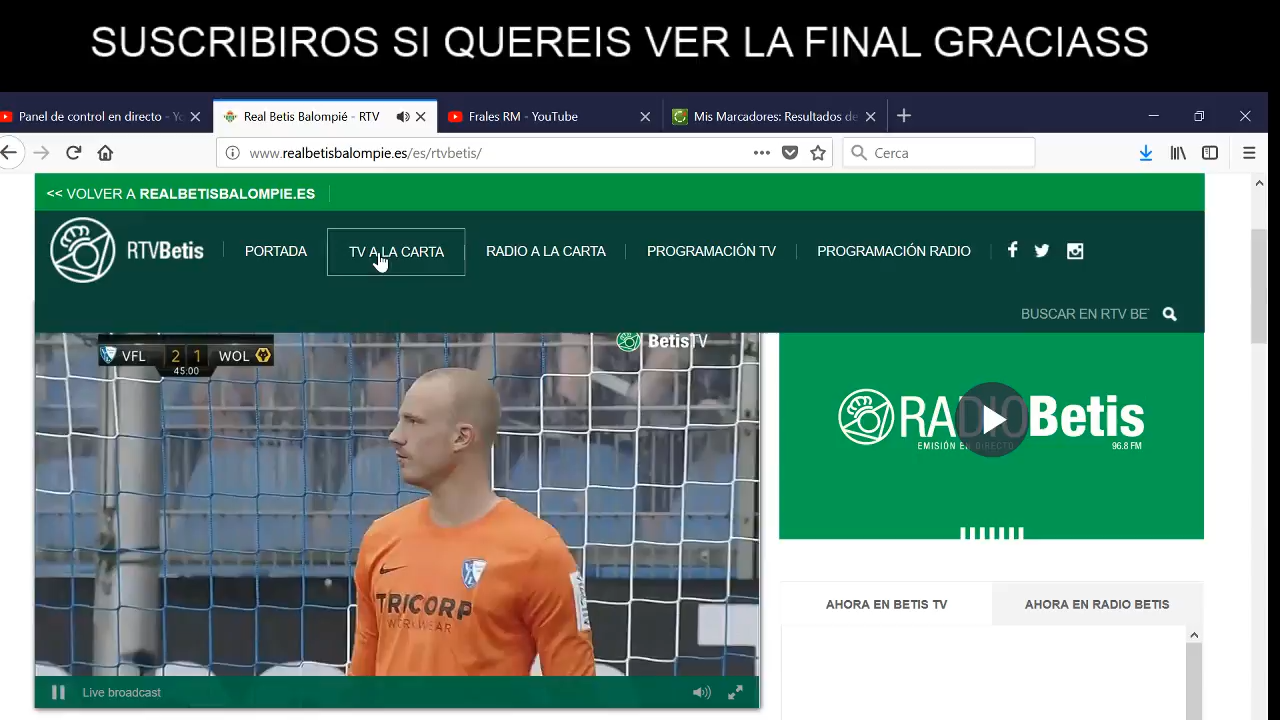 SUSCRIBIROS SI QUEREIS VER LA FINAL GRACIASS
Panel de control en directo - Yo
Real Betis Balompié - RTV
Frales RM - YouTube
Mis Marcadores: Resultados de
www.realbetisbalompie.es/es/rtvbetis/
Cerca
<< VOLVER A REALBETISBALOMPIE.ES
RTVBetis
PORTADA
TV A LA CARTA
RADIO A LA CARTA
PROGRAMACIÓN TV
PROGRAMACIÓN RADIO
BUSCAR EN RTV BE
VFL 2 1 WOL
45:00
BetisTV
TRICORP
WORKWEAR
Live broadcast
RADIOBetis
EMISIÓN EN DIRECTO
96.8 FM
AHORA EN BETIS TV
AHORA EN RADIO BETIS